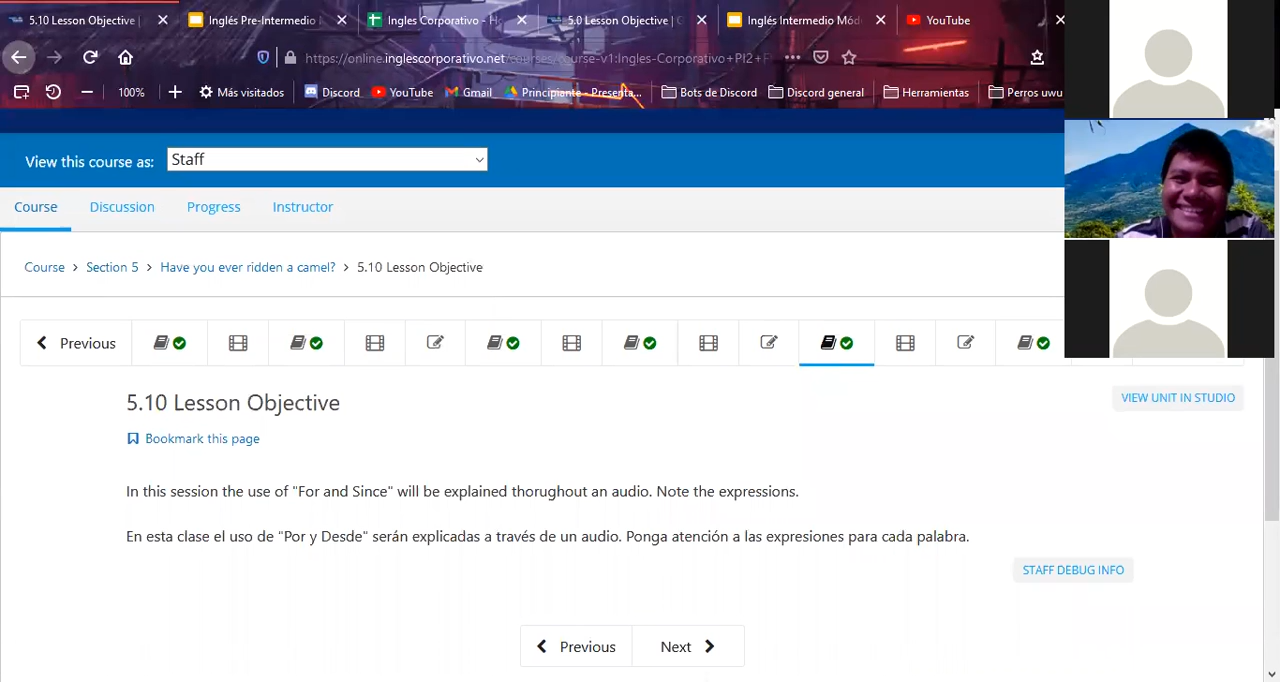 5.10 Lesson Objective |
Inglés Pre-Intermedio
Ingles Corporativo - Ho
5.0 Lesson Objective |
Inglés Intermedio Mód
YouTube
https://online.inglescorporativo.net/courses/course-v1:Ingles-Corporativo+PI2+P
100%
Más visitados
Discord
YouTube
Gmail
Principiante - Presenta...
Bots de Discord
Discord general
Herramientas
Perros uwu
View this course as:
Staff
Course
Discussion
Progress
Instructor
Course > Section 5 > Have you ever ridden a camel? > 5.10 Lesson Objective
Previous
5.10 Lesson Objective
VIEW UNIT IN STUDIO
Bookmark this page
In this session the use of "For and Since" will be explained thorughout an audio. Note the expressions.
En esta clase el uso de "Por y Desde" serán explicadas a través de un audio. Ponga atención a las expresiones para cada palabra.
STAFF DEBUG INFO
Previous
Next